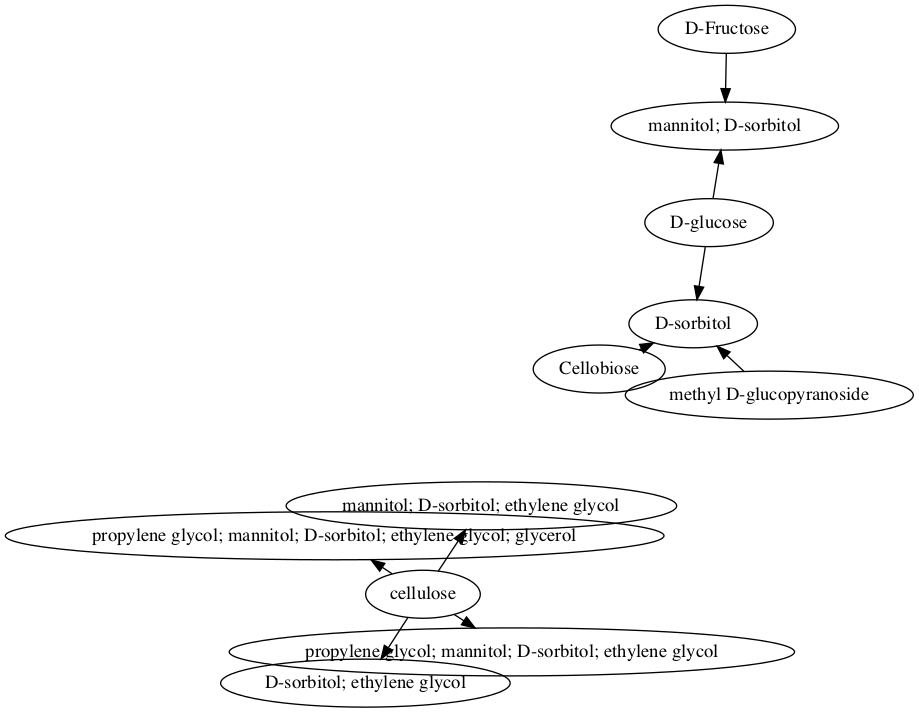 D-Fructose
mannitol; D-sorbitol
D-glucose
D-sorbitol
Cellobiose
methyl D-glucopyranoside
mannitol; D-sorbitol; ethylene glycol
propylene glycol; mannitol; D-sorbitol; ethylene glycol; glycerol
cellulose
propylene glycol; mannitol; D-sorbitol; ethylene glycol
D-sorbitol; ethylene glycol